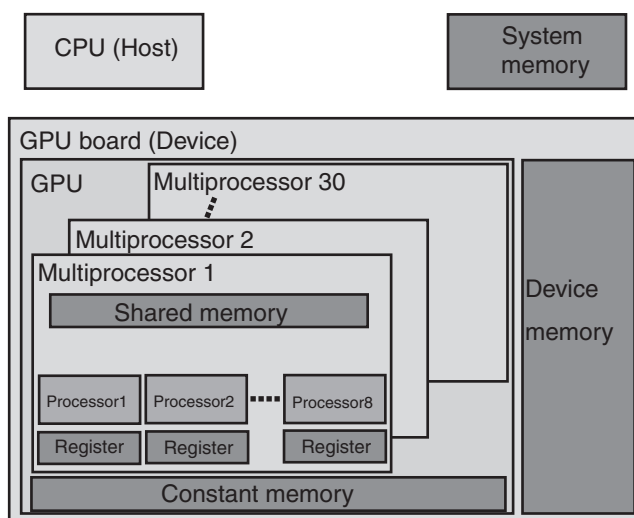 CPU (Host)
System
memory
GPU board (Device)
GPU
Multiprocessor 30
Multiprocessor 2
Multiprocessor 1
Shared memory
Device
memory
Processor1
Processor2
Processor8
Register
Register
Register
Constant memory